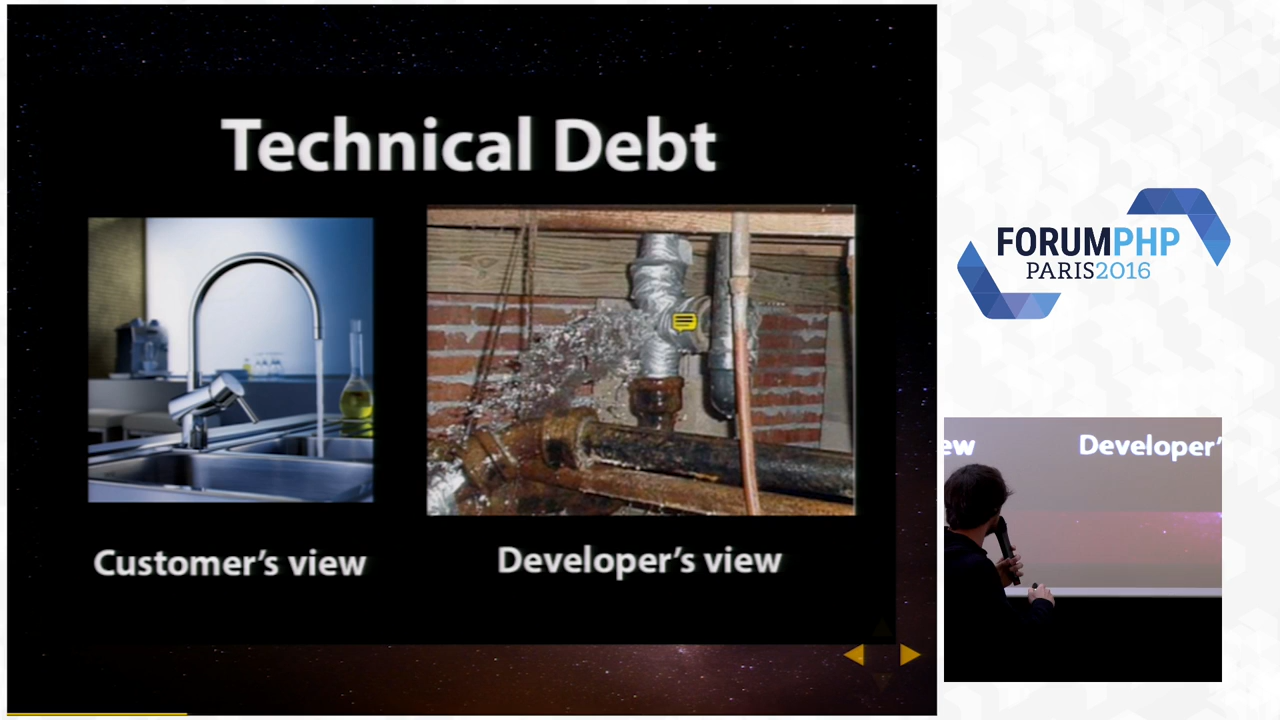 Technical Debt
Customer's view
Developer's view
FORUMPHP
PARIS2016
ew
Developer'